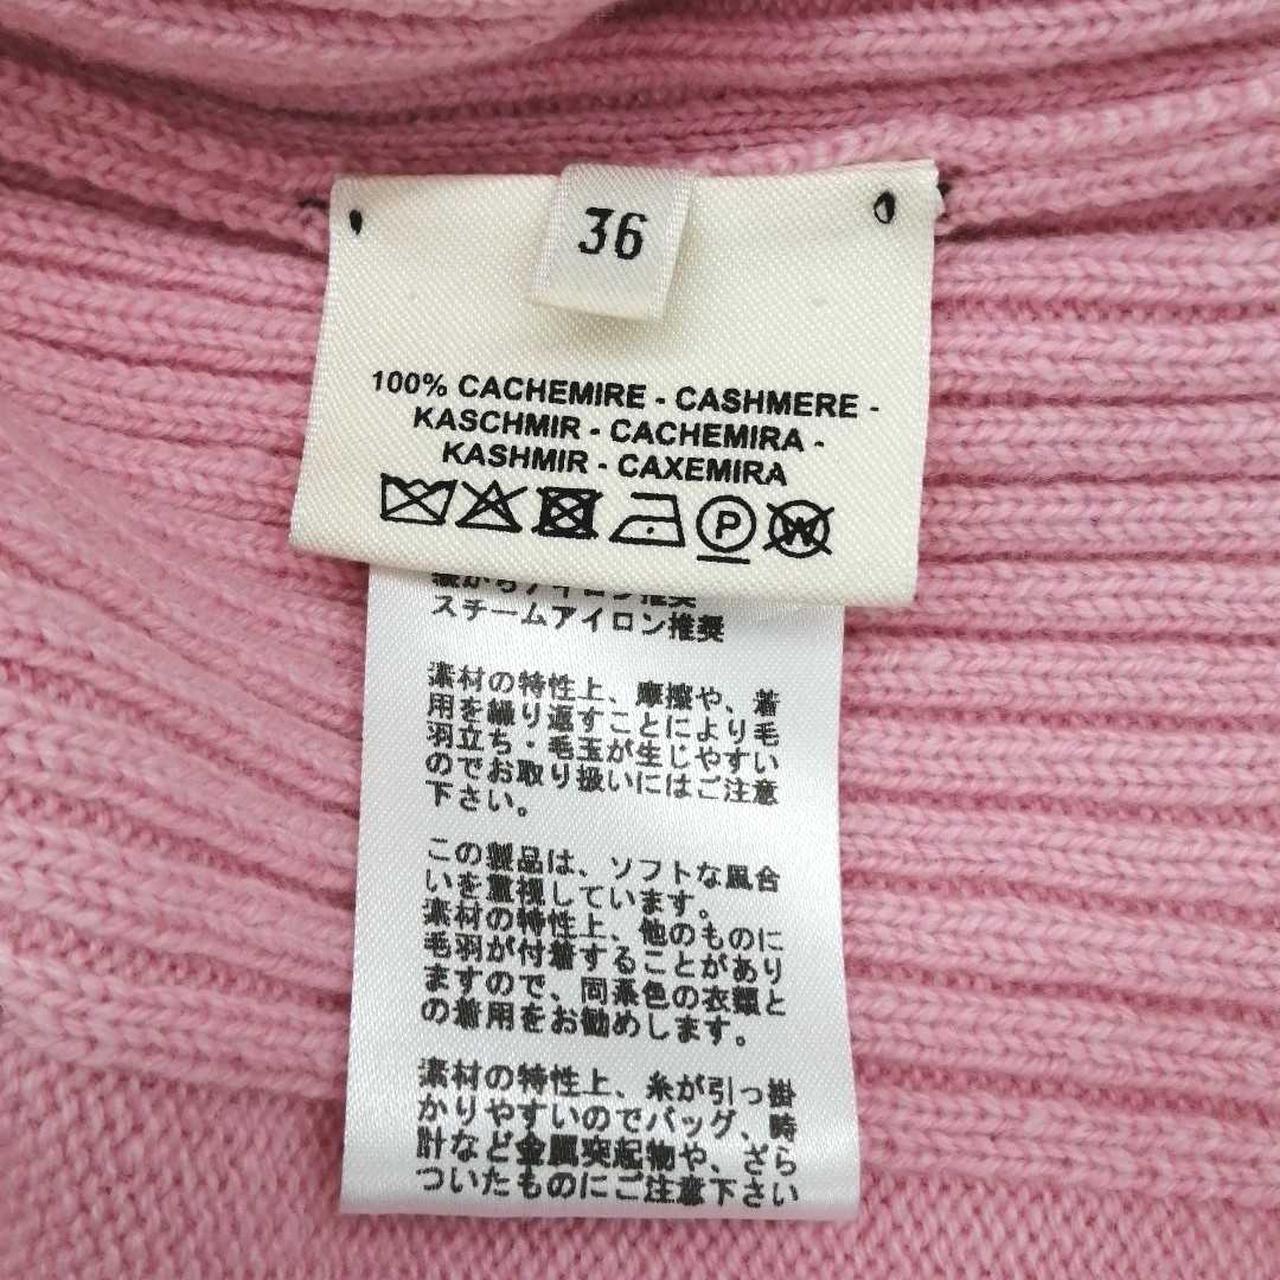 36
100% CACHEMIRE - CASHMERE -
KASCHMIR - CACHEMIRA -
KASHMIR - CAXEMIRA
P
W
裏からアイロン推奨
スチームアイロン推奨
素材の特性上、摩擦や、着
用を繰り返すことにより毛
羽立ち・毛玉が生じやすい
のでお取り扱いにはご注意
下さい。
この製品は、ソフトな風合
いを重視しています。
素材の特性上、他のものに
毛羽が付着することがあり
ますので、同系色の衣類と
の着用をお勧めします。
素材の特性上、糸が引っ掛
かりやすいのでバッグ、時
計など金属突起物や、ざら
ついたものにご注意下さい